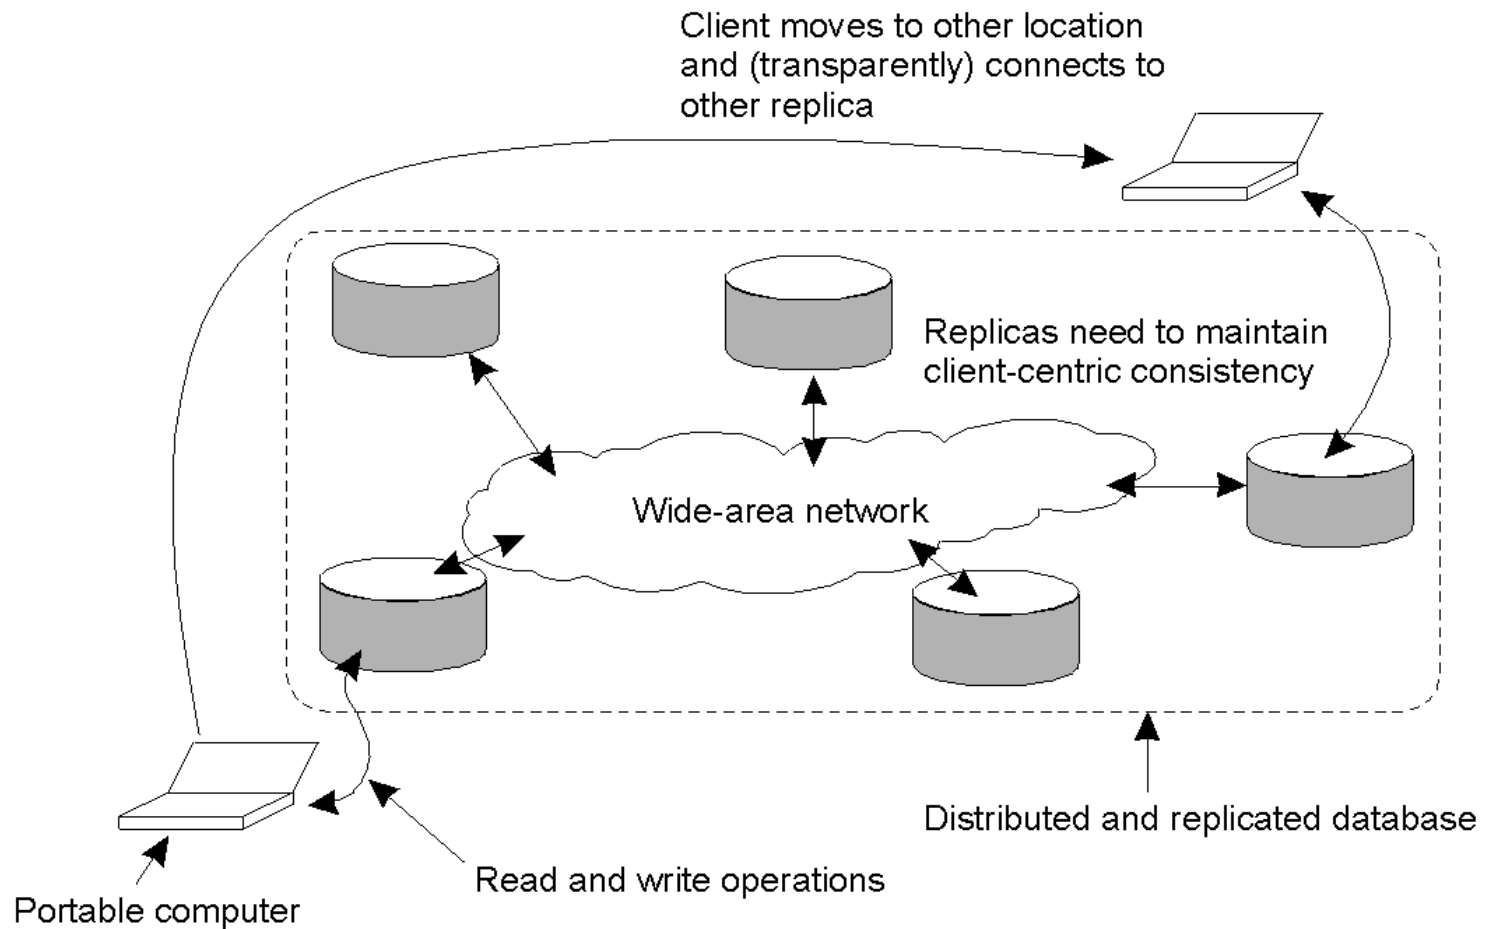 Client moves to other location
and (transparently) connects to
other replica
Replicas need to maintain
client-centric consistency
Wide-area network
Distributed and replicated database
Read and write operations
Portable computer